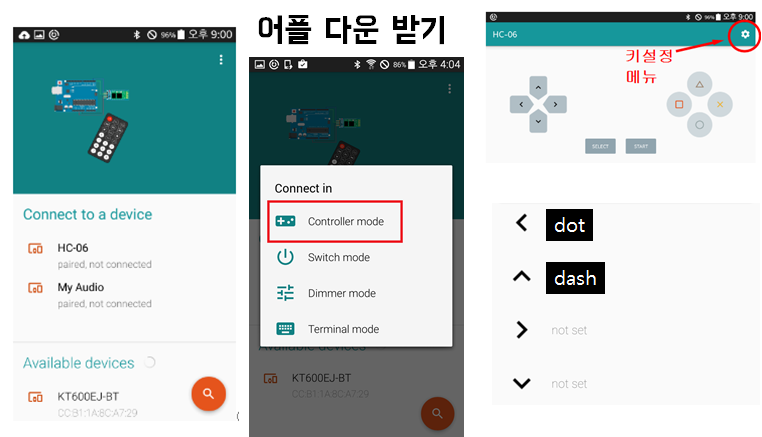 어플 다운 받기
96% 오후 9:00
Connect to a device
HC-06
paired, not connected
My Audio
paired, not connected
Available devices
KT600EJ-BT
CC:B1:1A:8C:A7:29
86% 오후 4:04
Connect in
Controller mode
Switch mode
Dimmer mode
Terminal mode
Available devices
KT600EJ-BT
CC:B1:1A:8C:A7:29
96% 오후 9:00
HC-06
키설정
메뉴
SELECT
START
dot
dash
not set
not set